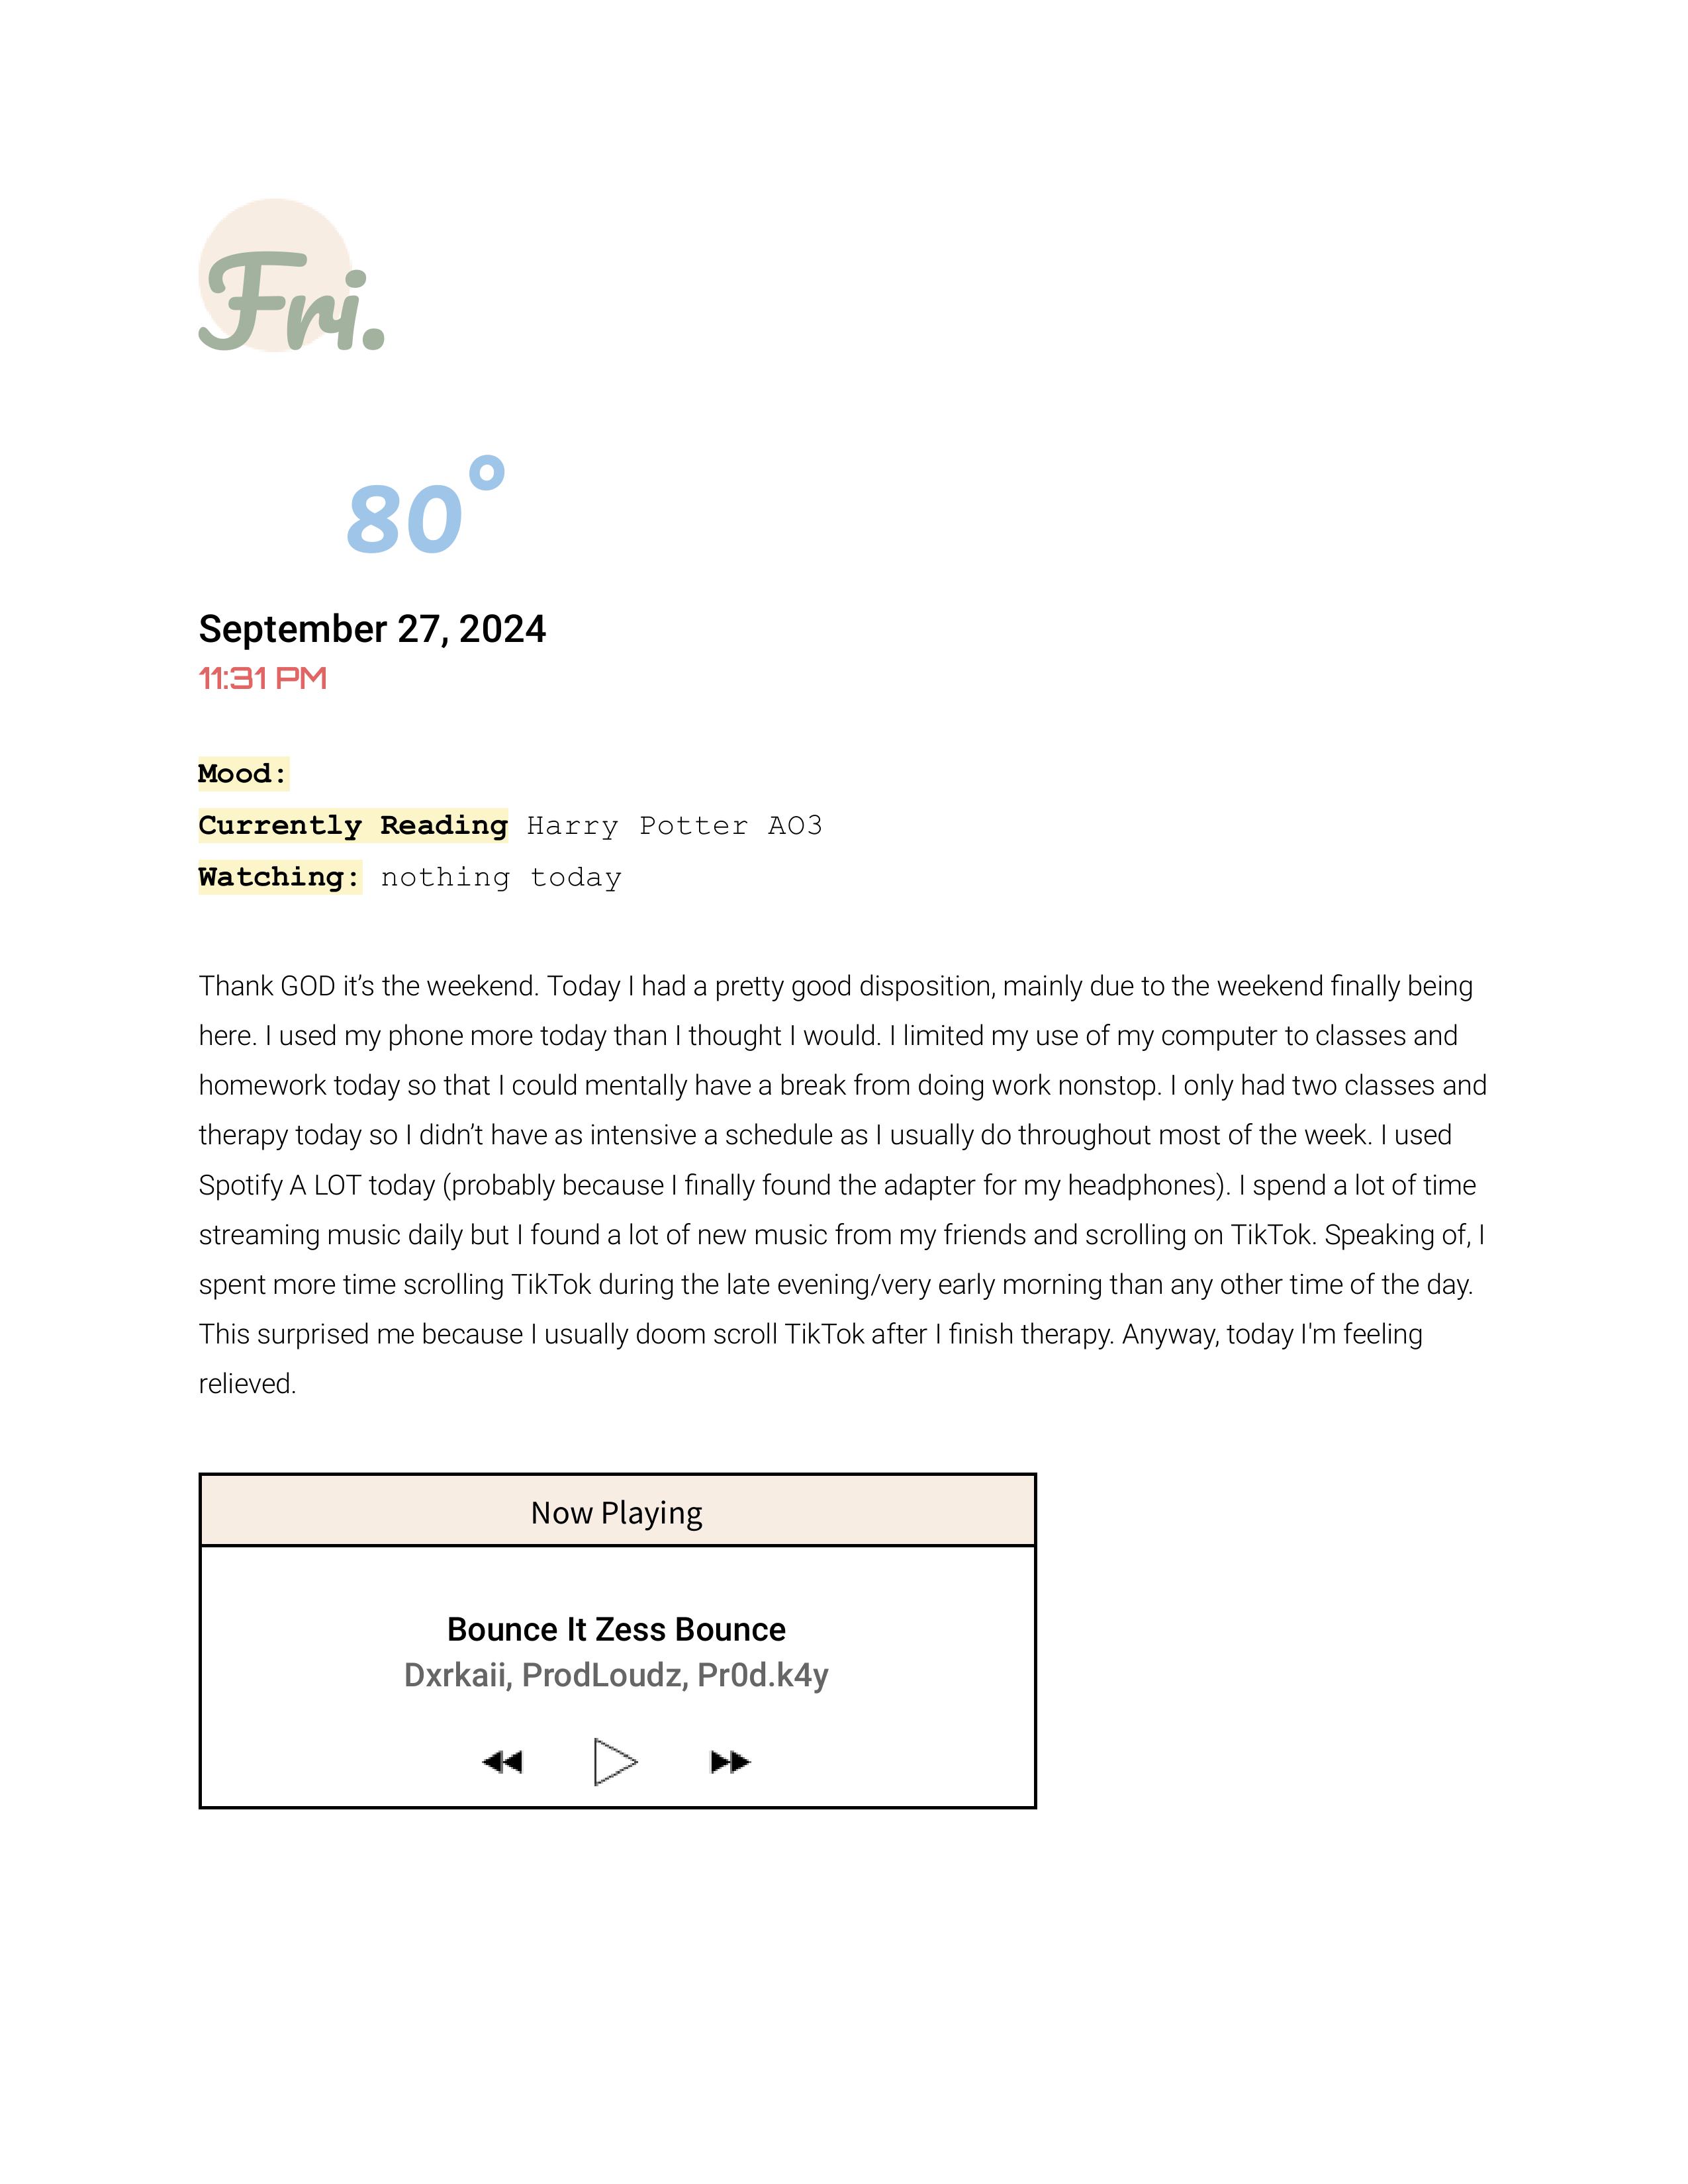 Fri.
80°
September 27, 2024
11:31 PM
Mood:
Currently Reading Harry Potter AO3
Watching: nothing today
Thank GOD it’s the weekend. Today I had a pretty good disposition, mainly due to the weekend finally being
here. I used my phone more today than I thought I would. I limited my use of my computer to classes and
homework today so that I could mentally have a break from doing work nonstop. I only had two classes and
therapy today so I didn’t have as intensive a schedule as I usually do throughout most of the week. I used
Spotify A LOT today (probably because I finally found the adapter for my headphones). I spend a lot of time
streaming music daily but I found a lot of new music from my friends and scrolling on TikTok. Speaking of, I
spent more time scrolling TikTok during the late evening/very early morning than any other time of the day.
This surprised me because I usually doom scroll TikTok after I finish therapy. Anyway, today I'm feeling
relieved.
Now Playing
Bounce It Zess Bounce
Dxrkaii, ProdLoudz, Pr0d.k4y